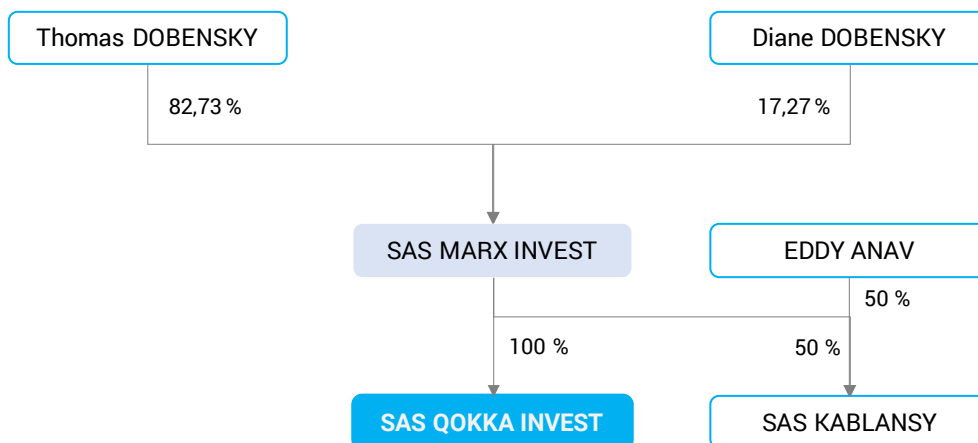 Thomas DOBENSKY
Diane DOBENSKY
82,73 %
17,27 %
SAS MARX INVEST
EDDY ANAV
50 %
100 %
50 %
SAS QOKKA INVEST
SAS KABLANSY